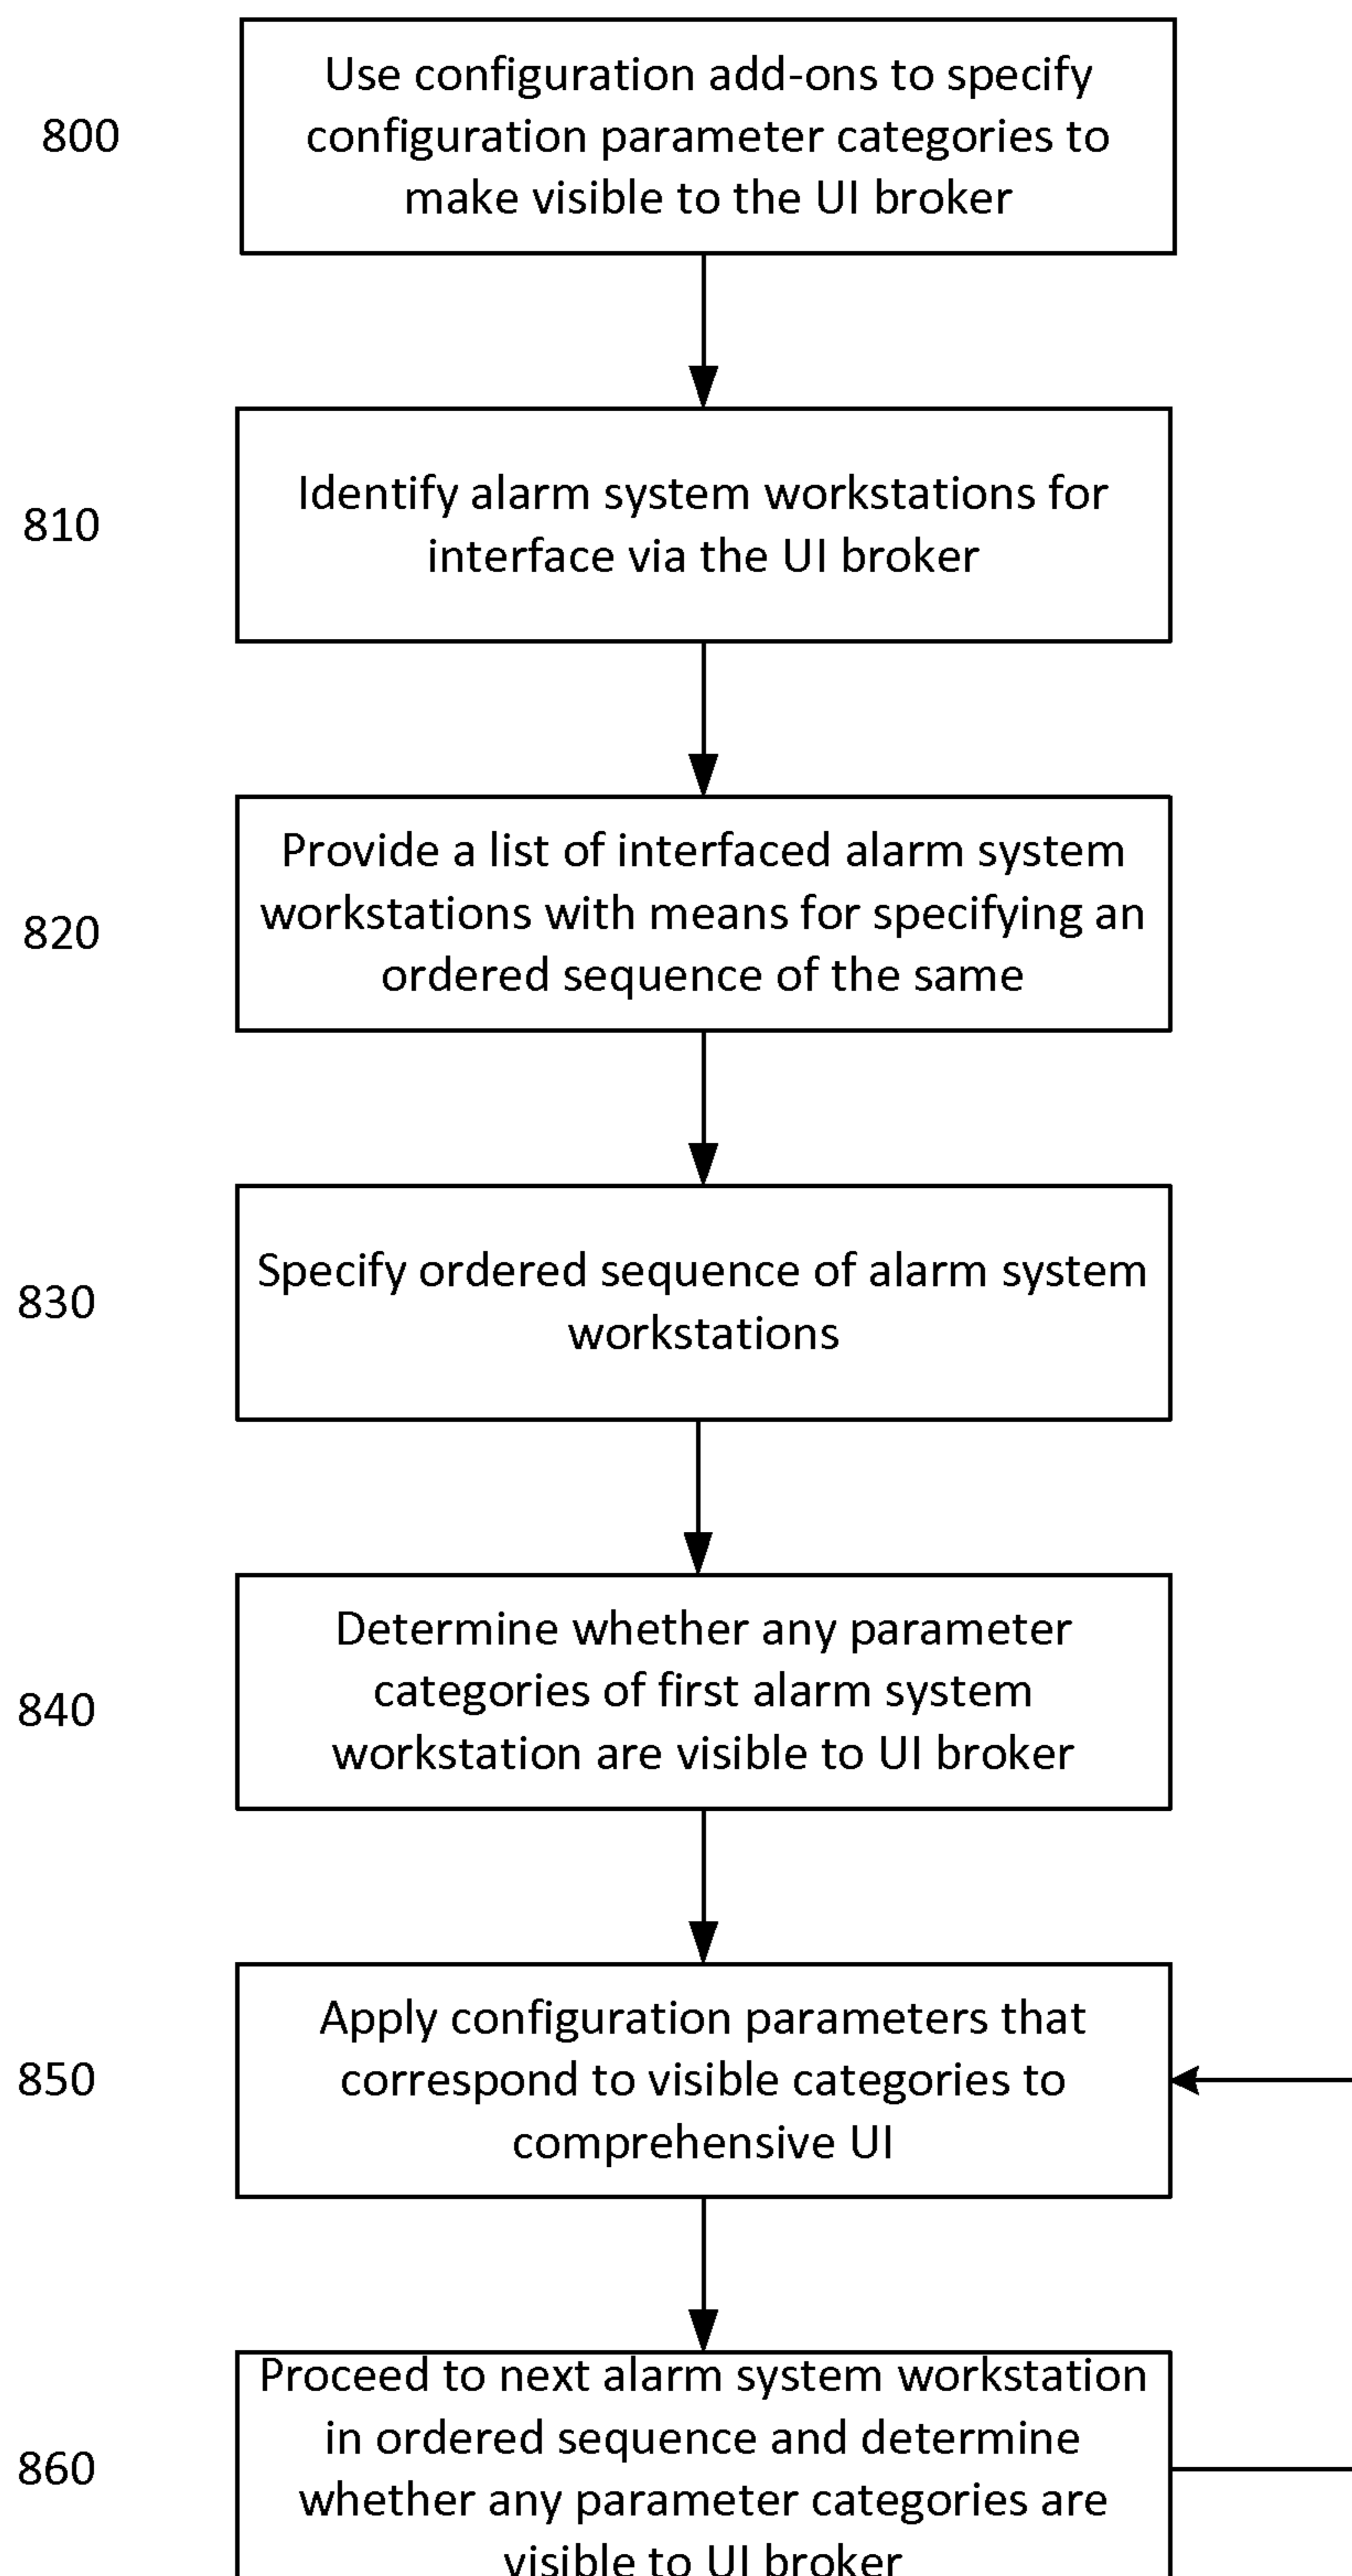 800
Use configuration add-ons to specify
configuration parameter categories to
make visible to the UI broker
810
Identify alarm system workstations for
interface via the UI broker
820
Provide a list of interfaced alarm system
workstations with means for specifying an
ordered sequence of the same
830
Specify ordered sequence of alarm system
workstations
840
Determine whether any parameter
categories of first alarm system
workstation are visible to UI broker
850
Apply configuration parameters that
correspond to visible categories to
comprehensive UI
860
Proceed to next alarm system workstation
in ordered sequence and determine
whether any parameter categories are
visible to UI broker